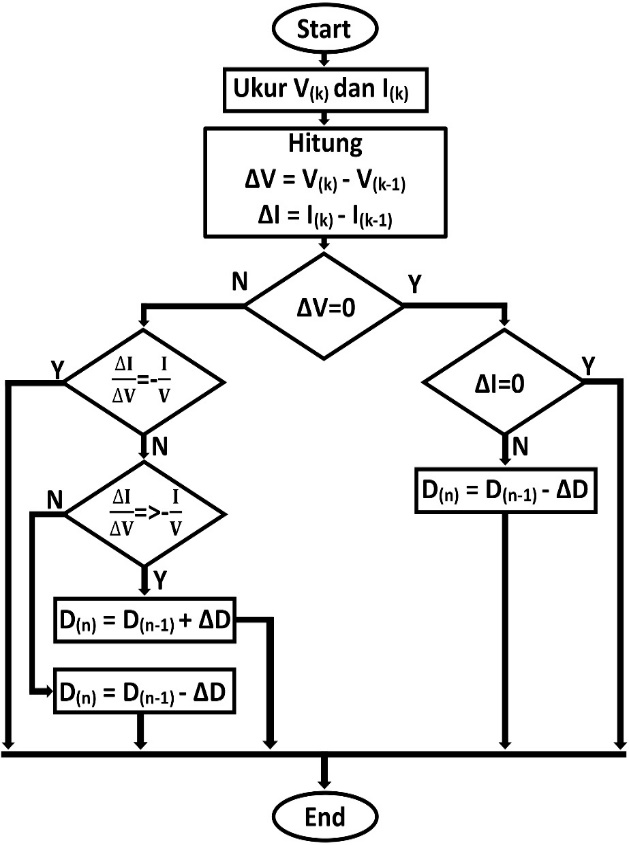 Start
Ukur V(k) dan I(k)
Hitung
ΔV = V(k) - V(k-1)
ΔI = I(k) - I(k-1)
N
Y
ΔV=0
Y
ΔI/ΔV=-I/V
N
N
ΔI/ΔV=>-I/V
Y
D(n) = D(n-1) + ΔD
D(n) = D(n-1) - ΔD
ΔI=0
Y
N
D(n) = D(n-1) - ΔD
End